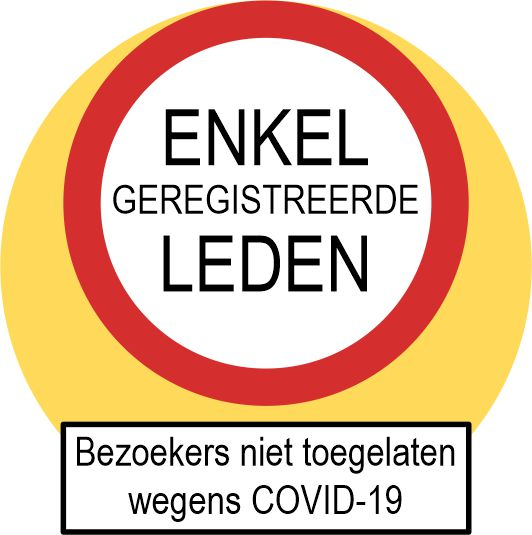 ENKEL
GEREGISTREERDE
LEDEN
Bezoekers niet toegelaten
wegens COVID-19